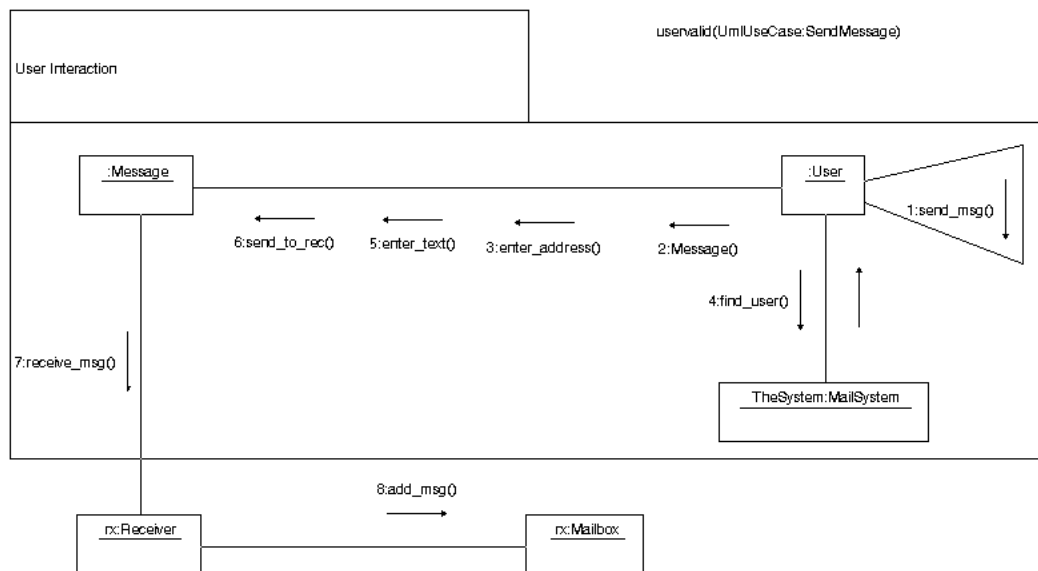 uservalid(UmlUseCase:SendMessage)
User Interaction
:Message
:User
1:send_msg()
6:send_to_rec()
5:enter_text()
3:enter_address()
2:Message()
4:find_user()
7:receive_msg()
TheSystem:MailSystem
8:add_msg()
rx:Receiver
rx:Mailbox